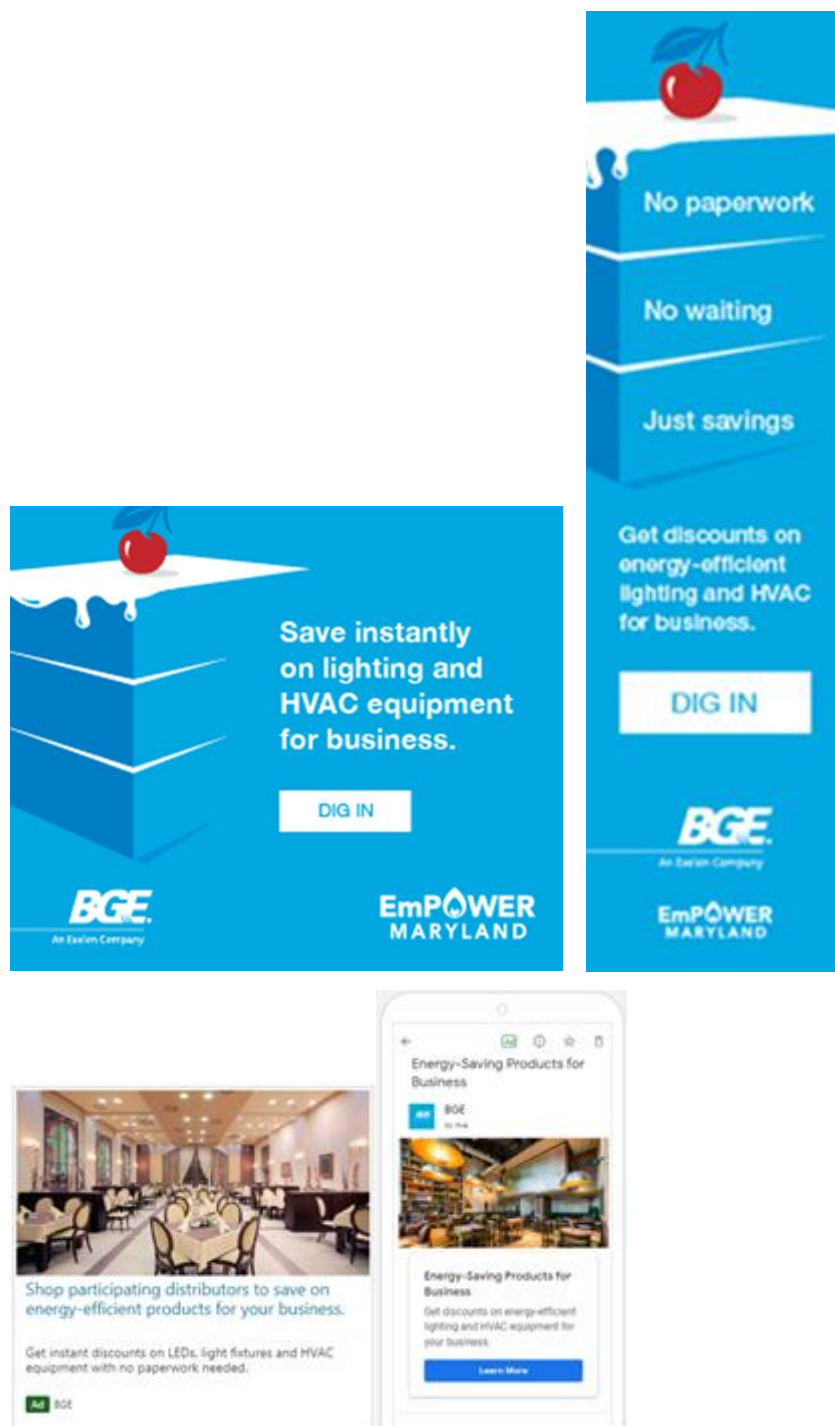 No paperwork
No waiting
Just savings
Get discounts on
energy-efficient
lighting and HVAC
for business.
DIG IN
BGE.
An Exelon Company
EmPOWER
MARYLAND
Save instantly
on lighting and
HVAC equipment
for business.
DIG IN
BGE.
An Exelon Company
EmPOWER
MARYLAND
Shop participating distributors to save on
energy-efficient products for your business.
Get instant discounts on LEDs, light fixtures and HVAC
equipment with no paperwork needed.
Ad BGE
Ad
Energy-Saving Products for
Business
BGE
BGE
to me
Energy-Saving Products for
Business
Get discounts on energy-efficient
lighting and HVAC equipment for
your business.
Learn More